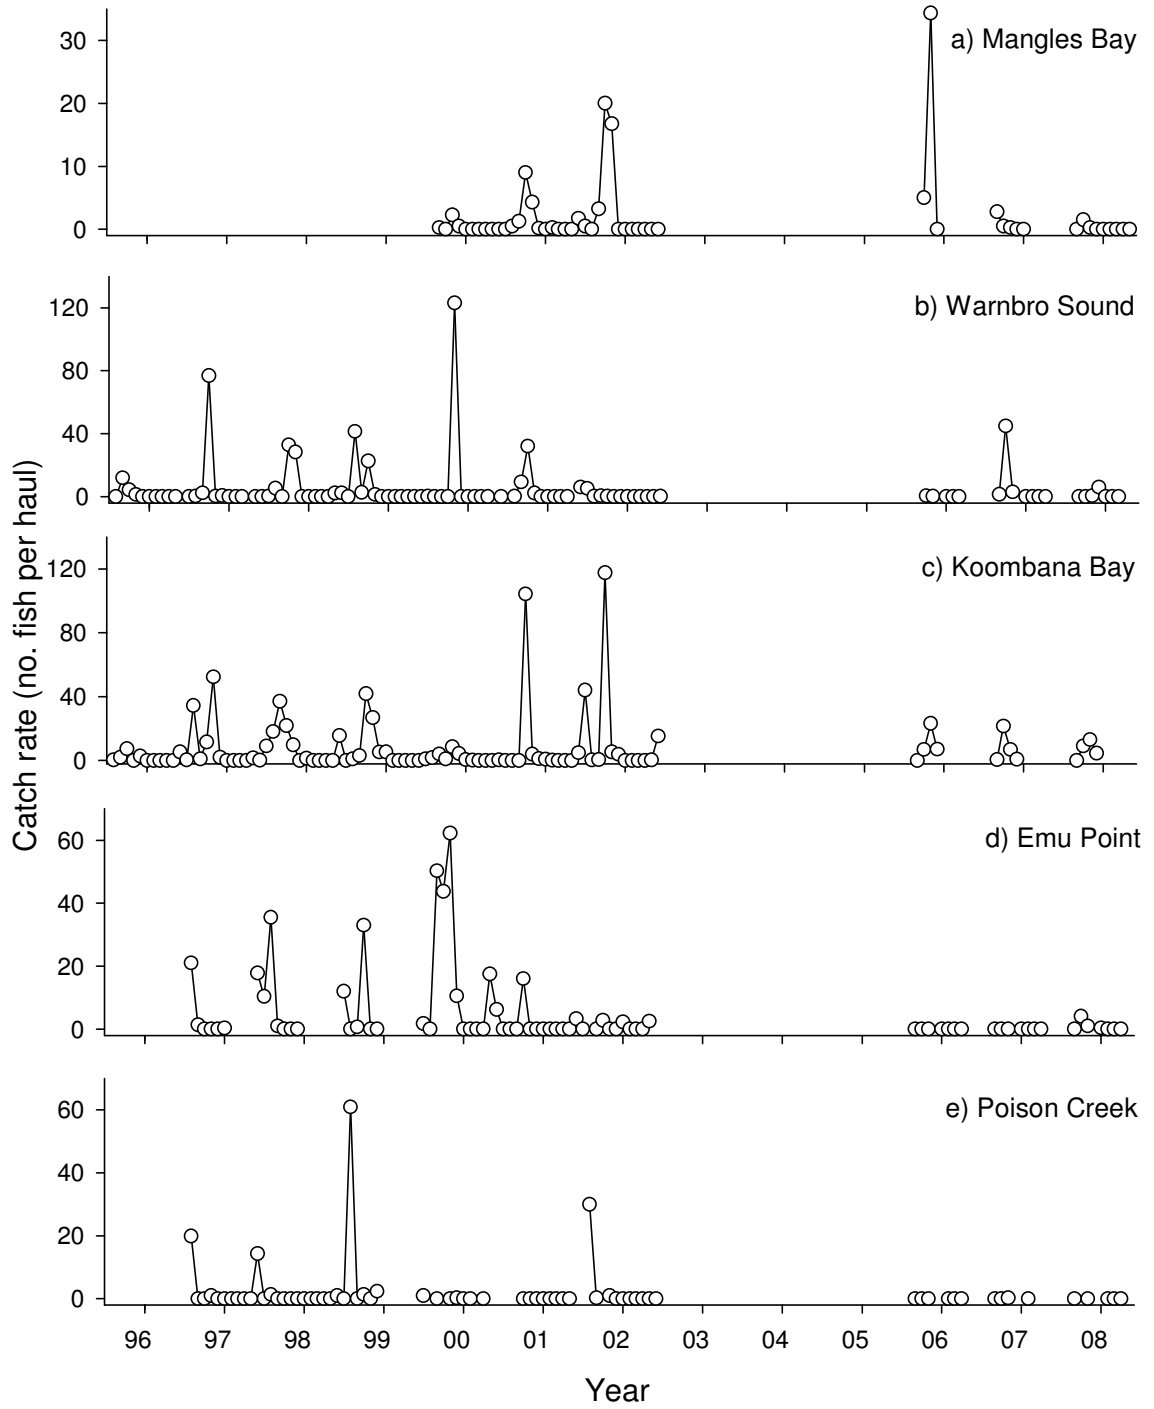 a) Mangles Bay
30
20
10
0
b) Warnbro Sound
120
80
40
0
Catch rate (no. fish per haul)
c) Koombana Bay
120
80
40
0
d) Emu Point
60
40
20
0
e) Poison Creek
60
40
20
0
96 97 98 99 00 01 02 03 04 05 06 07 08
Year